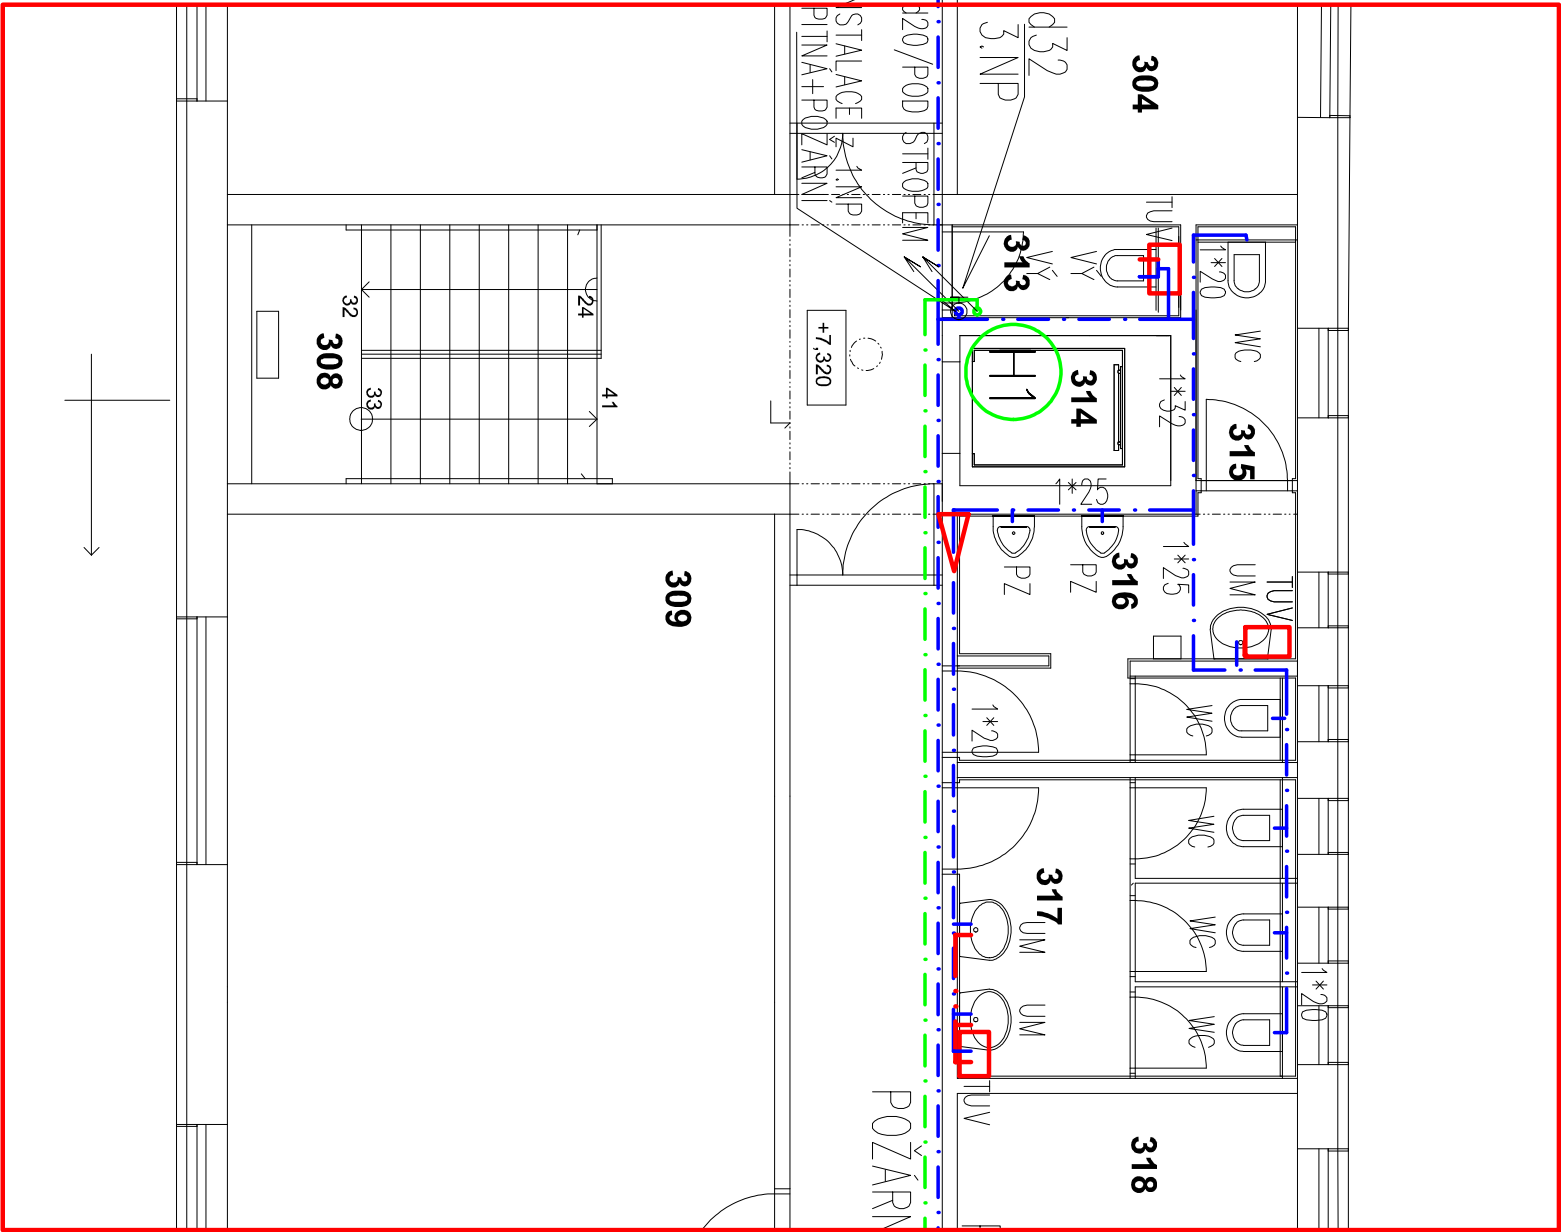 d32
3.NP
304
d20/POD STROPEM
INSTALACE Z 1.NP
PITNÁ+POŽÁRNÍ
TUV
313
VÝ
VÝ
1*20
WC
24
32
308
33
41
+7,320
H1
314
1*32
315
1*25
309
PZ
PZ
316
1*25
UM
TUV
1*20
WC
WC
317
UM
WC
UM
WC
1*20
TUV
318